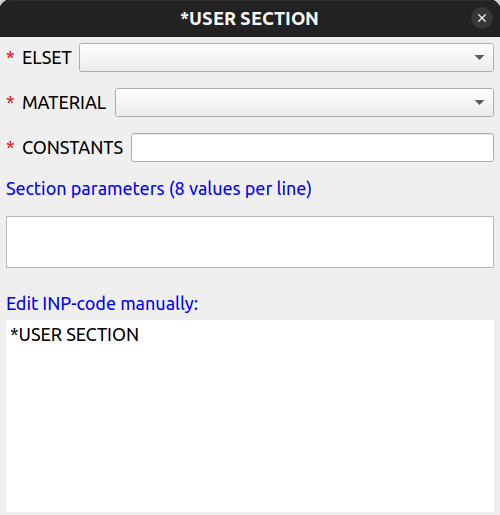 *USER SECTION
* ELSET
* MATERIAL
* CONSTANTS
Section parameters (8 values per line)
Edit INP-code manually:
*USER SECTION